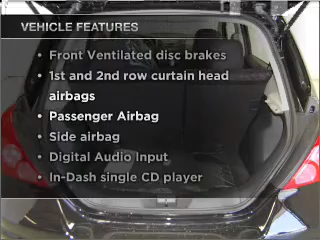 VEHICLE FEATURES
• Front Ventilated disc brakes
• 1st and 2nd row curtain head
airbags
• Passenger Airbag
• Side airbag
• Digital Audio Input
• In-Dash single CD player